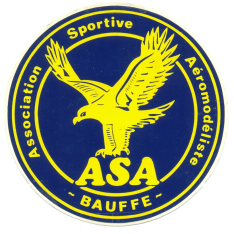 Association Sportive Aéromodéliste
ASA
- BAUFFE -